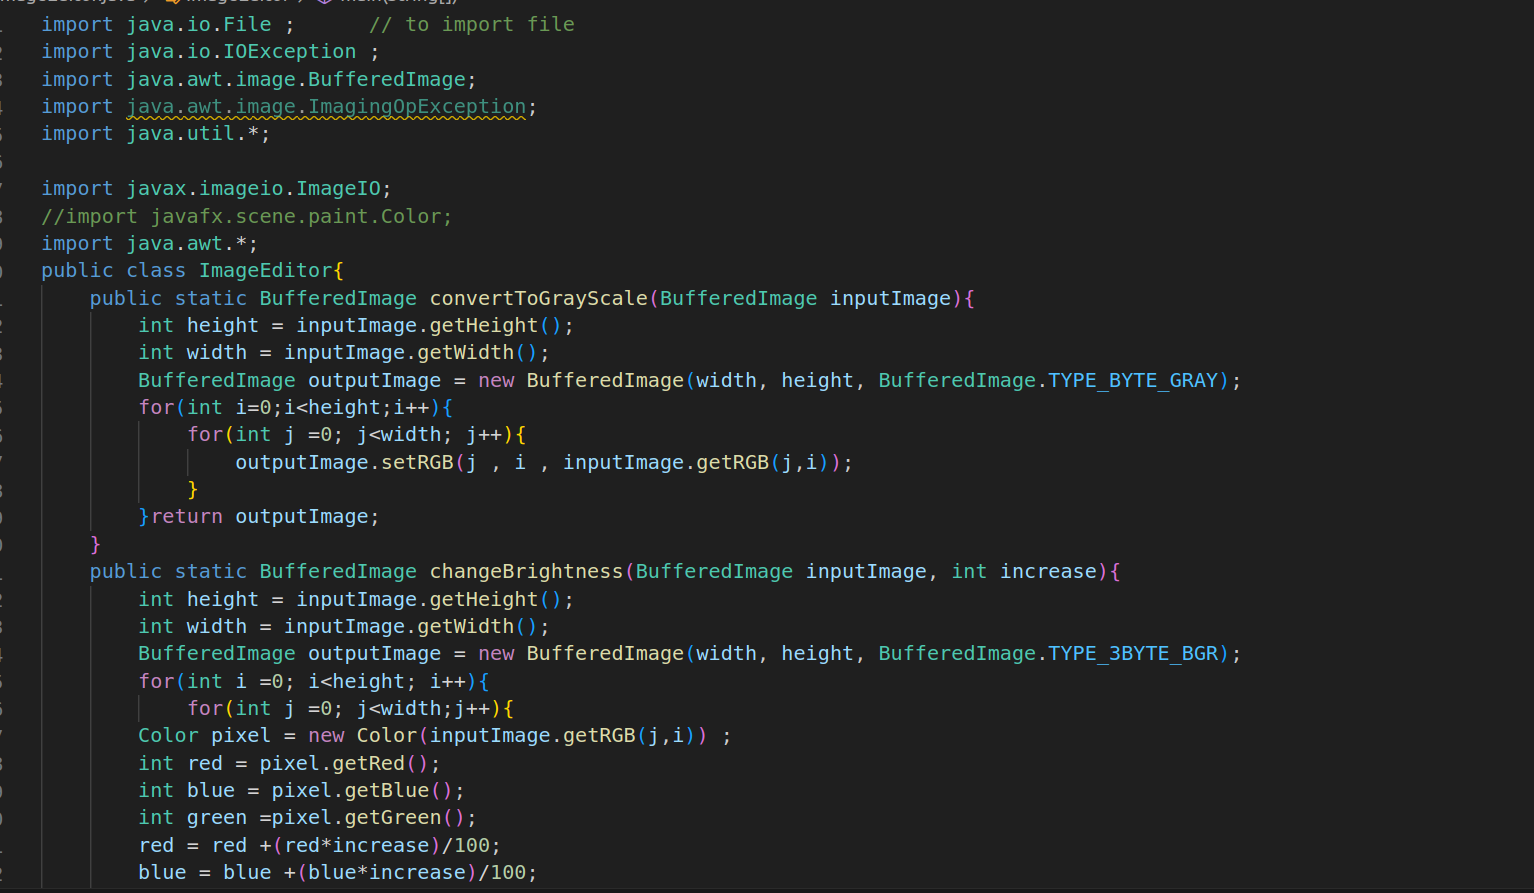 import java.io.File ;      // to import file
import java.io.IOException ;
import java.awt.image.BufferedImage;
import java.awt.image.ImagingOpException;
import java.util.*;
import javax.imageio.ImageIO;
//import javafx.scene.paint.Color;
import java.awt.*;
public class ImageEditor{
    public static BufferedImage convertToGrayScale(BufferedImage inputImage){
        int height = inputImage.getHeight();
        int width = inputImage.getWidth();
        BufferedImage outputImage = new BufferedImage(width, height, BufferedImage.TYPE_BYTE_GRAY);
        for(int i=0;i<height;i++){
            for(int j =0; j<width; j++){
                outputImage.setRGB(j , i , inputImage.getRGB(j,i));
            }
        }return outputImage;
    }
    public static BufferedImage changeBrightness(BufferedImage inputImage, int increase){
        int height = inputImage.getHeight();
        int width = inputImage.getWidth();
        BufferedImage outputImage = new BufferedImage(width, height, BufferedImage.TYPE_3BYTE_BGR);
        for(int i =0; i<height; i++){
            for(int j =0; j<width;j++){
        Color pixel = new Color(inputImage.getRGB(j,i)) ;
        int red = pixel.getRed();
        int blue = pixel.getBlue();
        int green =pixel.getGreen();
        red = red +(red*increase)/100;
        blue = blue +(blue*increase)/100;